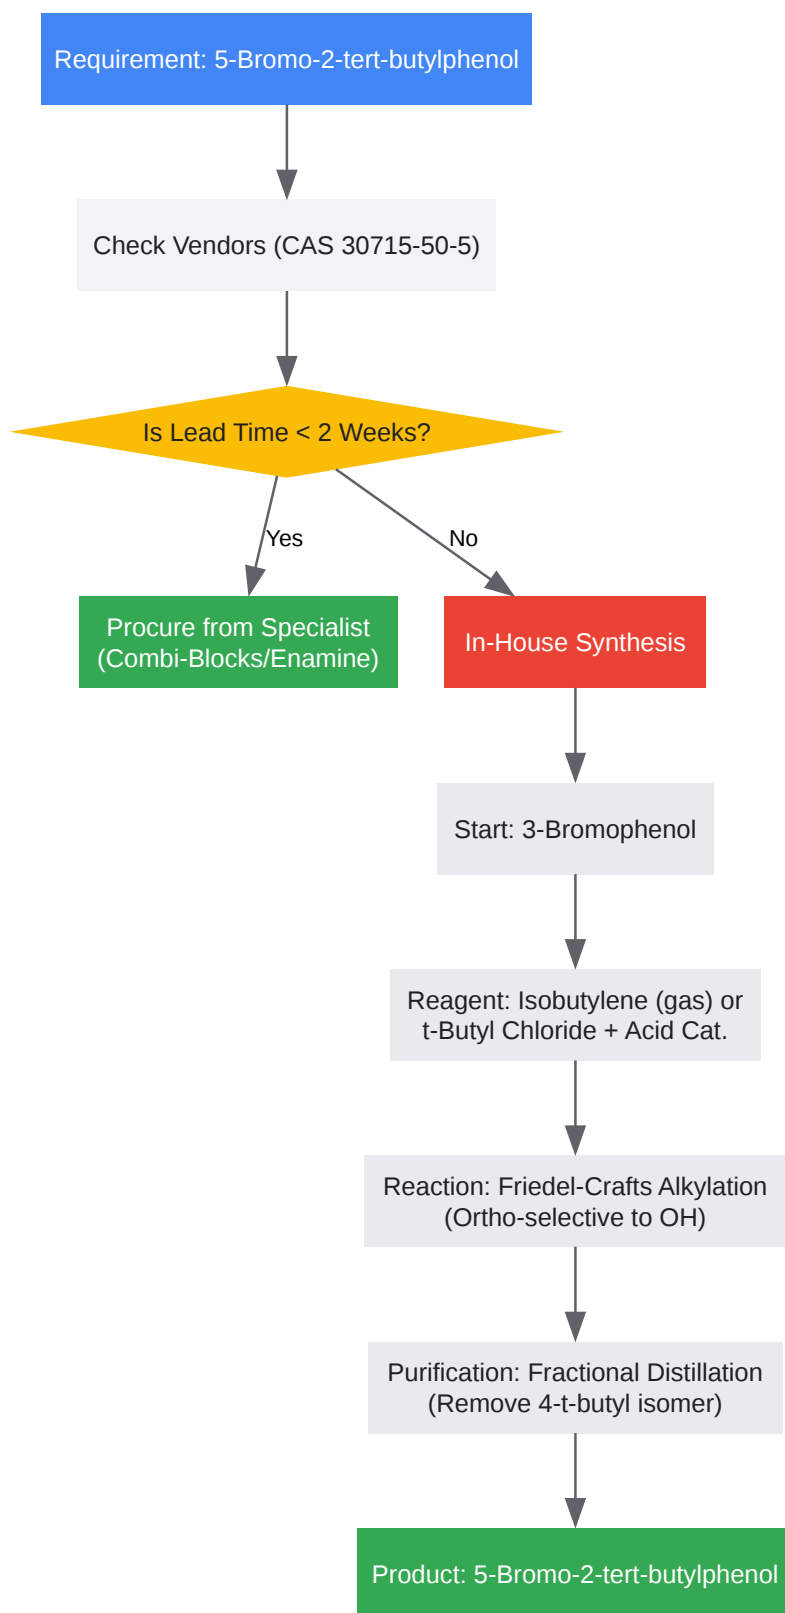 Requirement: 5-Bromo-2-tert-butylphenol
Check Vendors (CAS 30715-50-5)
Is Lead Time < 2 Weeks?
Yes
No
Procure from Specialist
(Combi-Blocks/Enamine)
In-House Synthesis
Start: 3-Bromophenol
Reagent: Isobutylene (gas) or
t-Butyl Chloride + Acid Cat.
Reaction: Friedel-Crafts Alkylation
(Ortho-selective to OH)
Purification: Fractional Distillation
(Remove 4-t-butyl isomer)
Product: 5-Bromo-2-tert-butylphenol